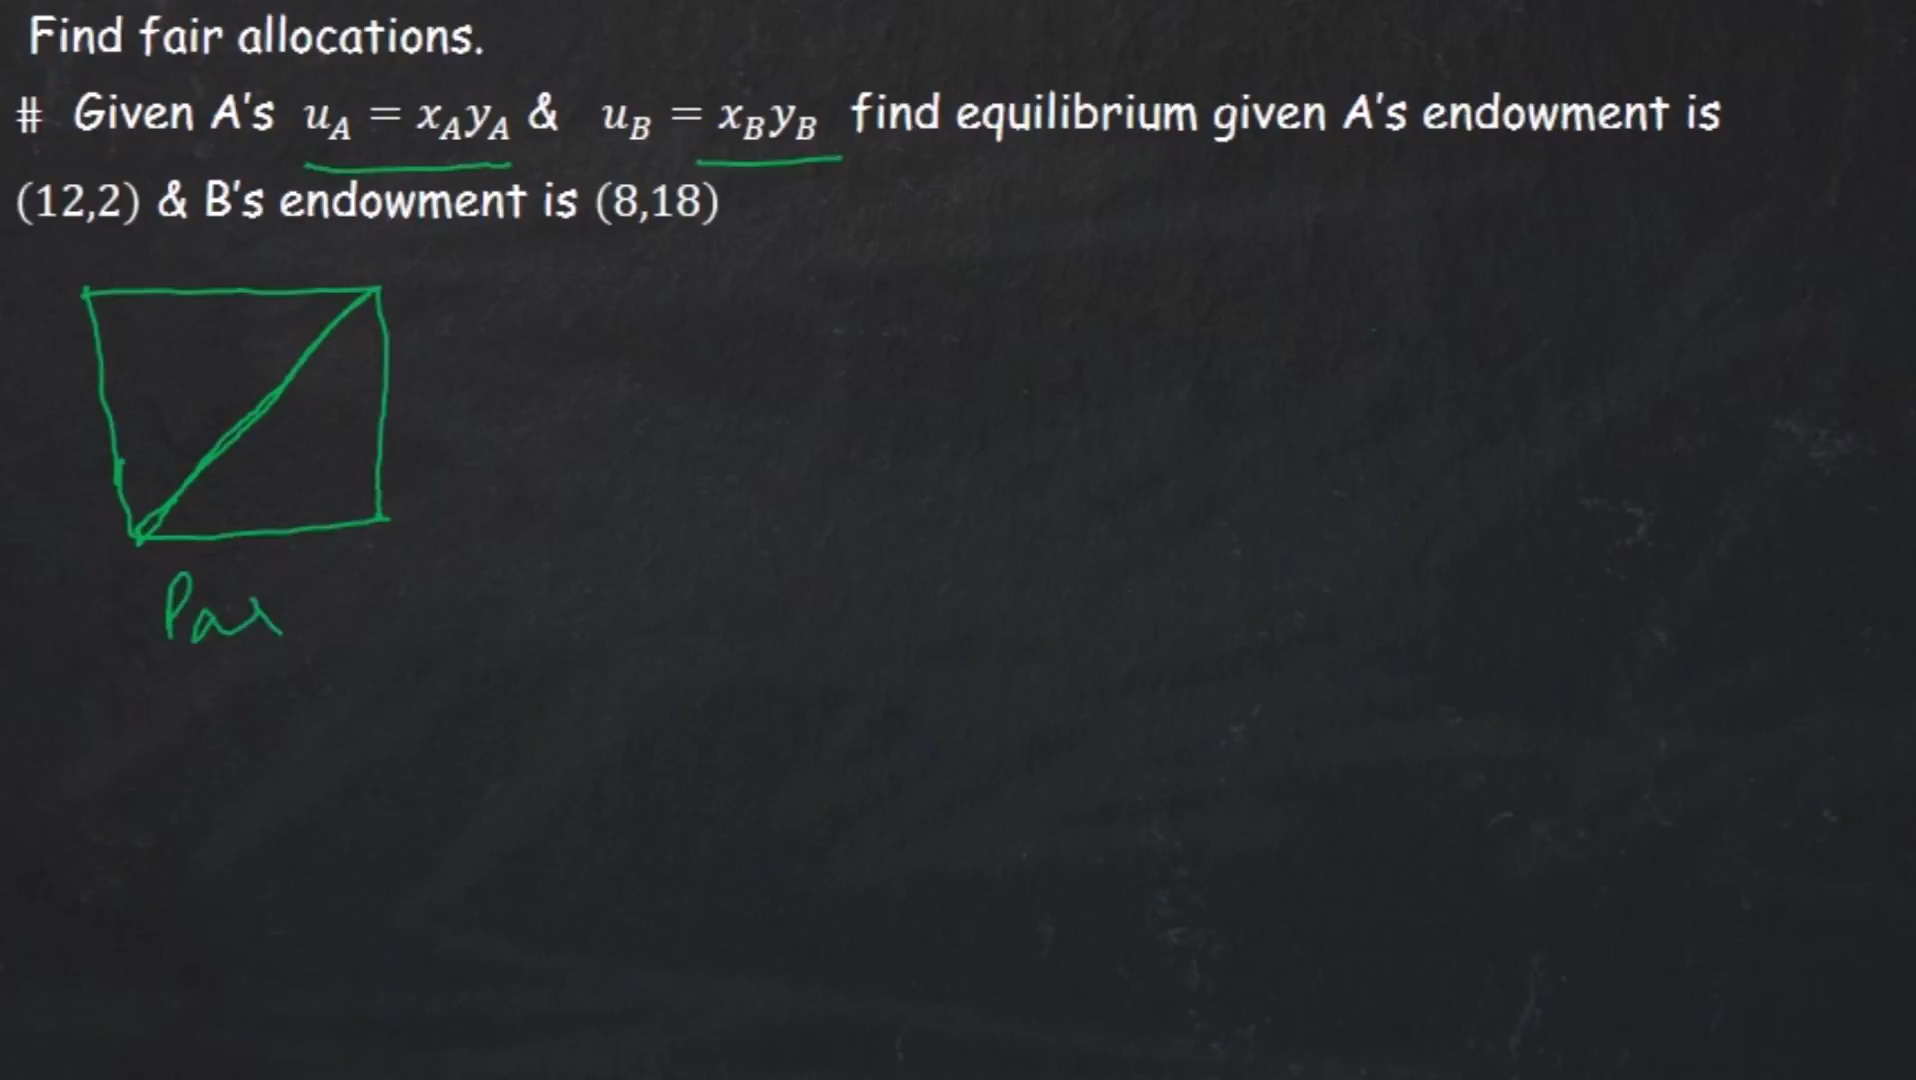 Find fair allocations.
# Given A's u_A = x_A y_A & u_B = x_B y_B find equilibrium given A's endowment is
(12,2) & B's endowment is (8,18)
Par